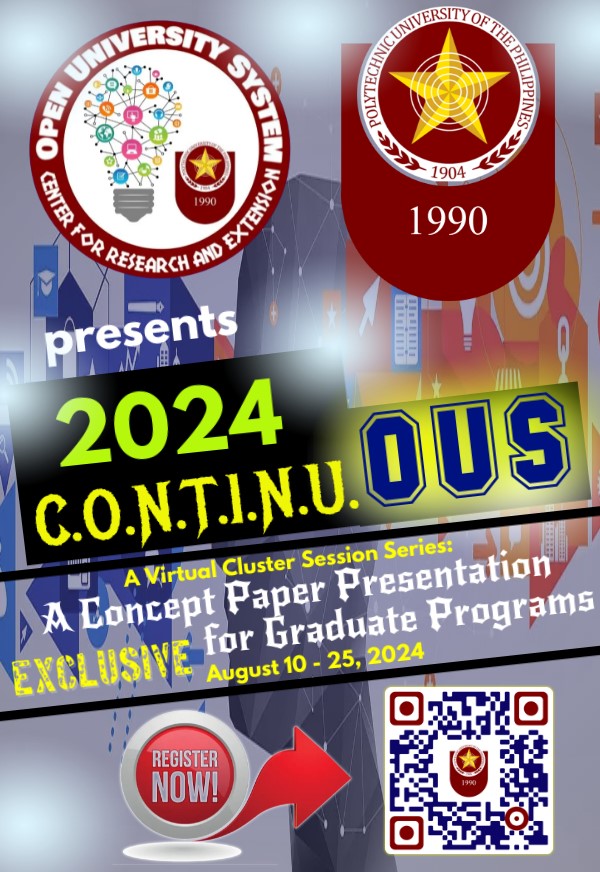 OPEN UNIVERSITY SYSTEM
CENTER FOR RESEARCH AND EXTENSION
1990
POLYTECHNIC UNIVERSITY OF THE PHILIPPINES
1904
1990
presents
2024
C.O.N.T.I.N.U.OUS
A Virtual Cluster Session Series:
A Concept Paper Presentation
EXCLUSIVE for Graduate Programs
August 10 - 25, 2024
REGISTER
NOW!
1990